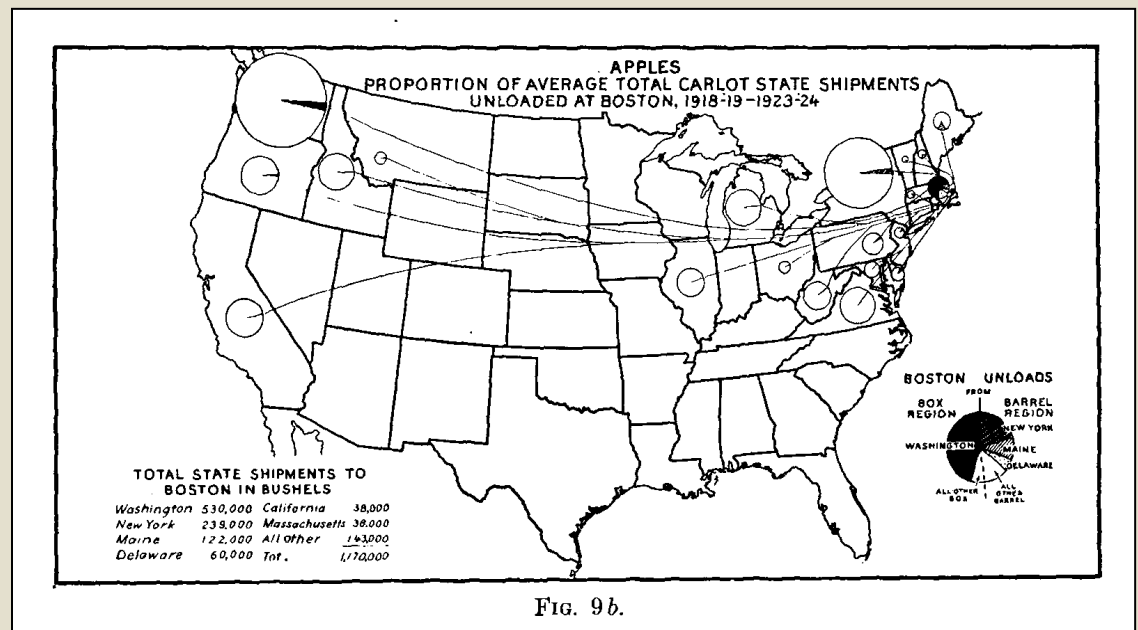 APPLES
PROPORTION OF AVERAGE TOTAL CARLOT STATE SHIPMENTS
UNLOADED AT BOSTON, 1918-19-1923-24
BOSTON UNLOADS
FROM
BOX REGION
BARREL REGION
NEW YORK
WASHINGTON
MAINE
DELAWARE
ALL OTHER BOX
ALL OTHER BARREL
TOTAL STATE SHIPMENTS TO
BOSTON IN BUSHELS
Washington 530,000 California 38,000
New York 239,000 Massachusetts 38.000
Maine 122,000 All other 143,000
Delaware 60,000 Tot. 1,170,000
FIG. 9b.